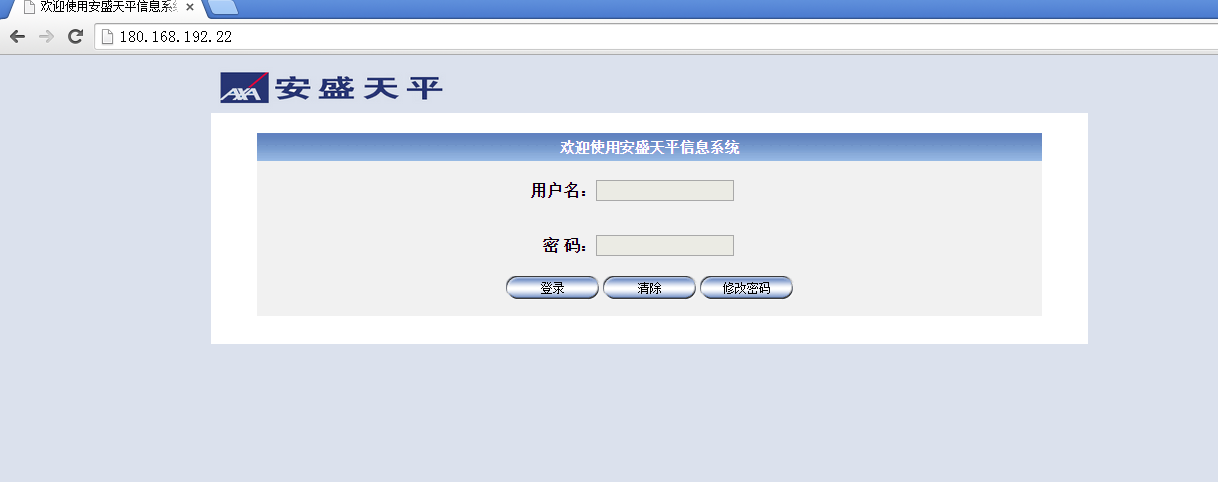 欢迎使用安盛天平信息系
180.168.192.22
AXA 安盛天平
欢迎使用安盛天平信息系统
用户名：
密 码：
登录 清除 修改密码